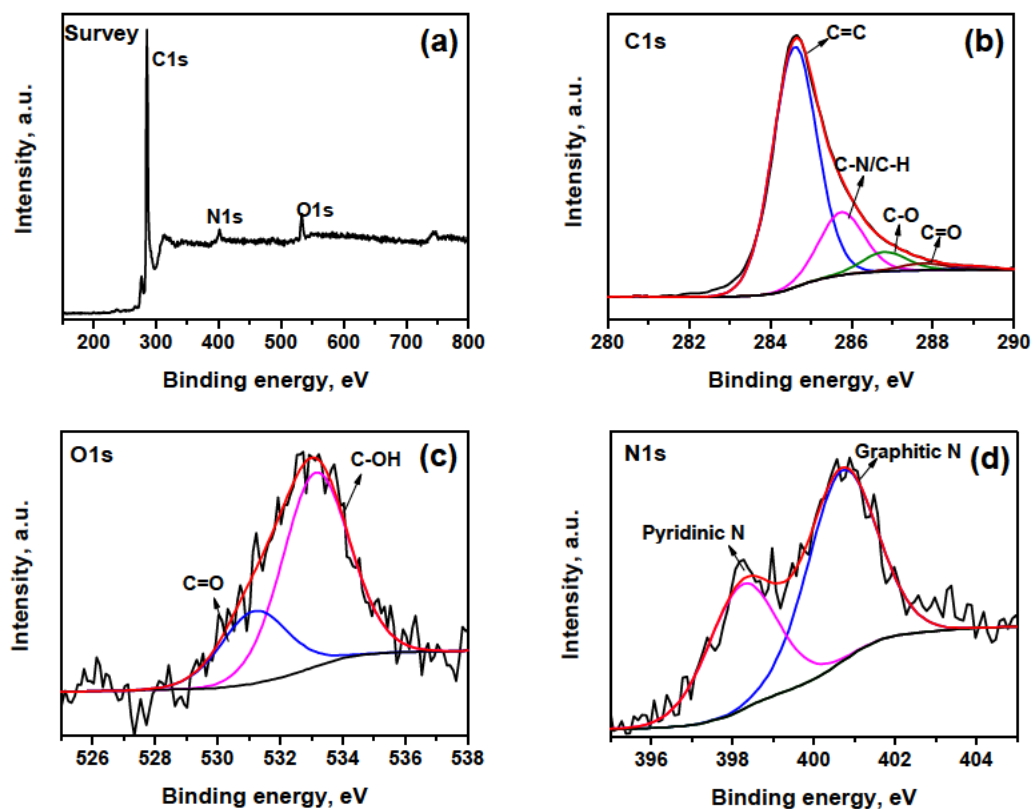 Survey
(a)
C1s
N1s
O1s
Intensity, a.u.
200 300 400 500 600 700 800
Binding energy, eV
C1s
(b)
C=C
C-N/C-H
C-O
C=O
Intensity, a.u.
280 282 284 286 288 290
Binding energy, eV
O1s
(c)
C-OH
C=O
Intensity, a.u.
526 528 530 532 534 536 538
Binding energy, eV
N1s
(d)
Graphitic N
Pyridinic N
Intensity, a.u.
396 398 400 402 404
Binding energy, eV